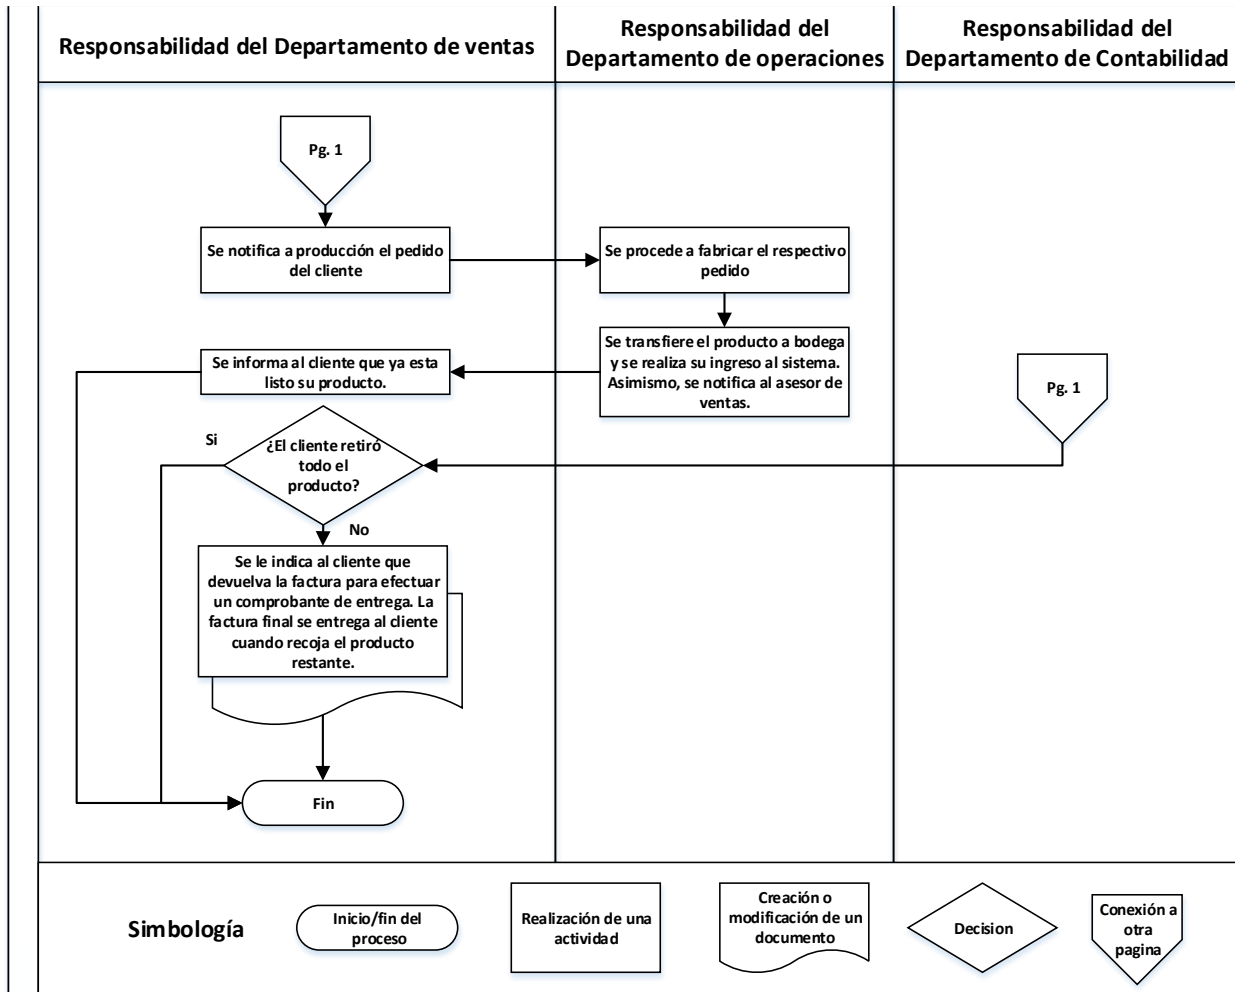 Responsabilidad del Departamento de ventas
Responsabilidad del
Departamento de operaciones
Responsabilidad del
Departamento de Contabilidad
Pg. 1
Se notifica a producción el pedido
del cliente
Se procede a fabricar el respectivo
pedido
Se transfiere el producto a bodega
y se realiza su ingreso al sistema.
Asimismo, se notifica al asesor de
ventas.
Se informa al cliente que ya esta
listo su producto.
Pg. 1
Si
¿El cliente retiró
todo el
producto?
No
Se le indica al cliente que
devuelva la factura para efectuar
un comprobante de entrega. La
factura final se entrega al cliente
cuando recoja el producto
restante.
Fin
Simbología
Inicio/fin del
proceso
Realización de una
actividad
Creación o
modificación de un
documento
Decision
Conexión a
otra
pagina